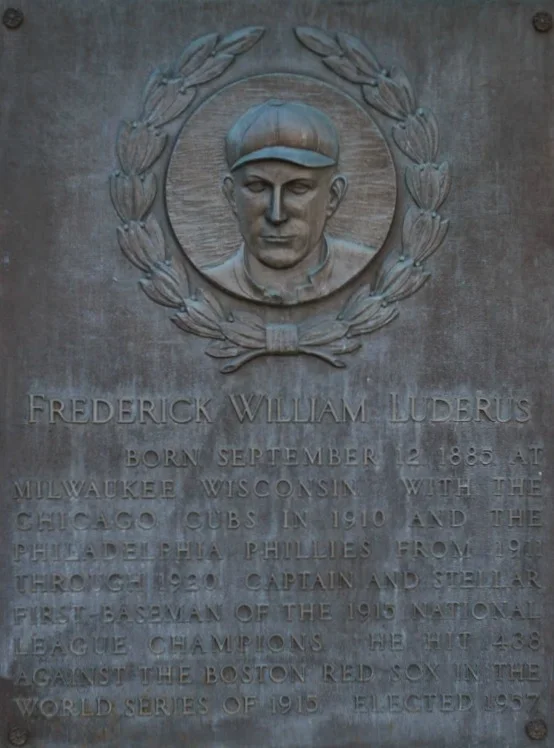 FREDERICK WILLIAM LUDERUS
BORN SEPTEMBER 12 1885 AT
MILWAUKEE WISCONSIN WITH THE
CHICAGO CUBS IN 1910 AND THE
PHILADELPHIA PHILLIES FROM 1911
THROUGH 1920. CAPTAIN AND STELLAR
FIRST-BASEMAN OF THE 1915 NATIONAL
LEAGUE CHAMPIONS HE HIT .438
AGAINST THE BOSTON RED SOX IN THE
WORLD SERIES OF 1915 ELECTED 1957